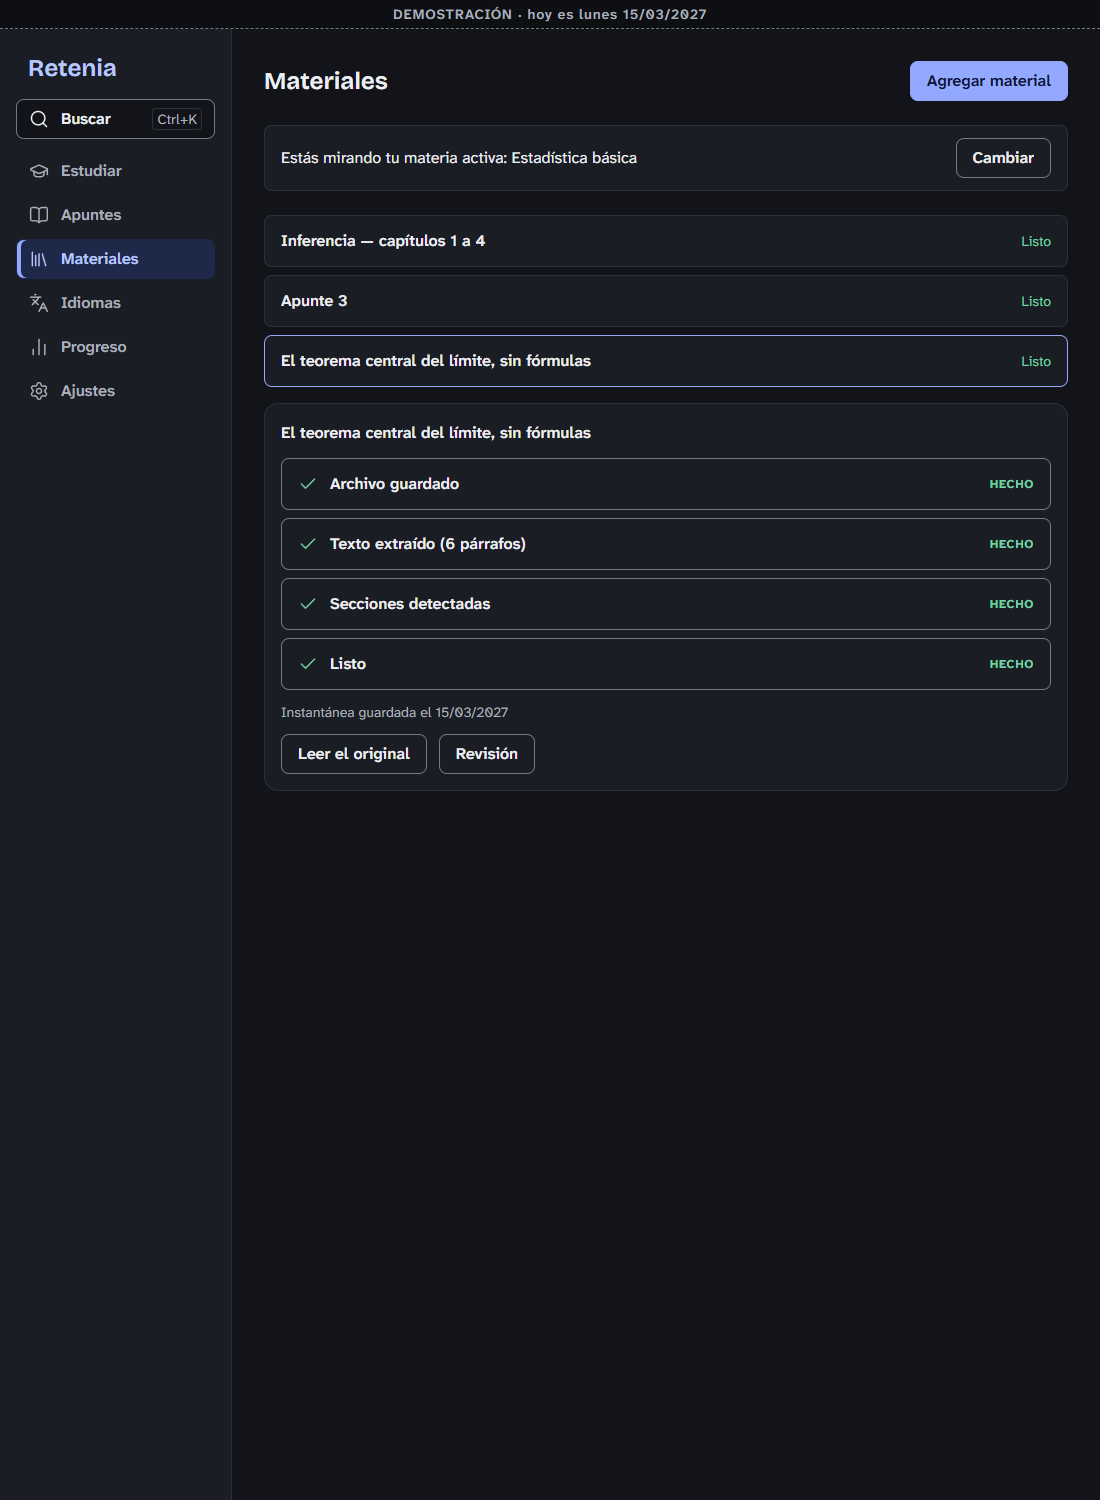 DEMOSTRACIÓN · hoy es lunes 15/03/2027
Retenia
Buscar Ctrl+K
Estudiar
Apuntes
Materiales
Idiomas
Progreso
Ajustes
Materiales
Agregar material
Estás mirando tu materia activa: Estadística básica
Cambiar
Inferencia — capítulos 1 a 4
Listo
Apunte 3
Listo
El teorema central del límite, sin fórmulas
Listo
El teorema central del límite, sin fórmulas
Archivo guardado
HECHO
Texto extraído (6 párrafos)
HECHO
Secciones detectadas
HECHO
Listo
HECHO
Instantánea guardada el 15/03/2027
Leer el original
Revisión